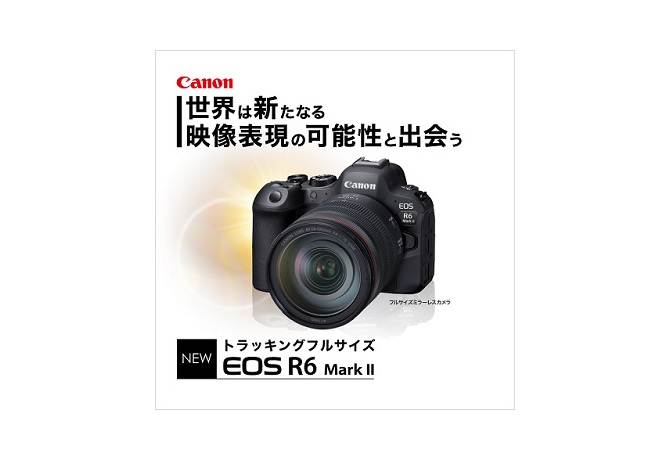 Canon
世界は新たなる
映像表現の可能性と出会う
Canon
EOS
R6
Mark II
フルサイズミラーレスカメラ
NEW
トラッキングフルサイズ
EOS R6 Mark II